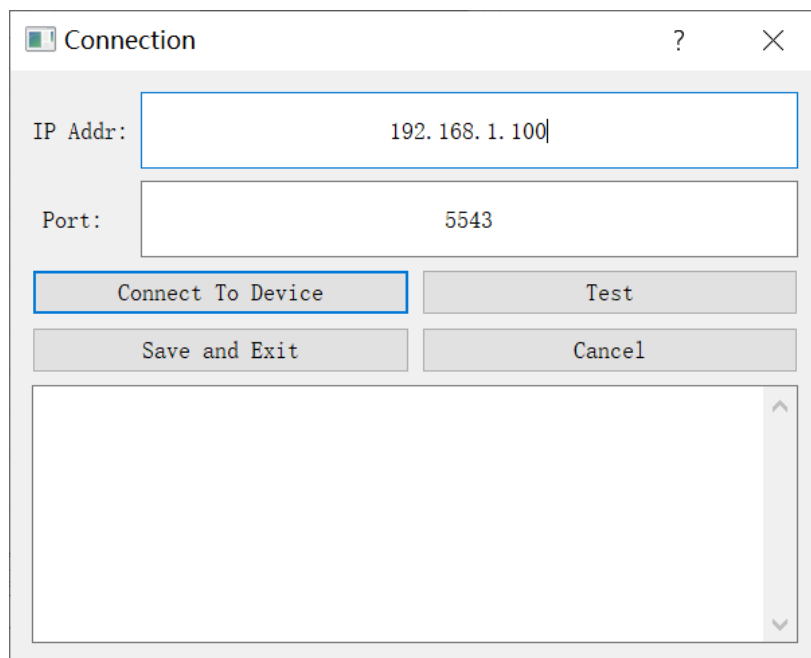 Connection
?
IP Addr: 192.168.1.100
Port: 5543
Connect To Device Test
Save and Exit Cancel